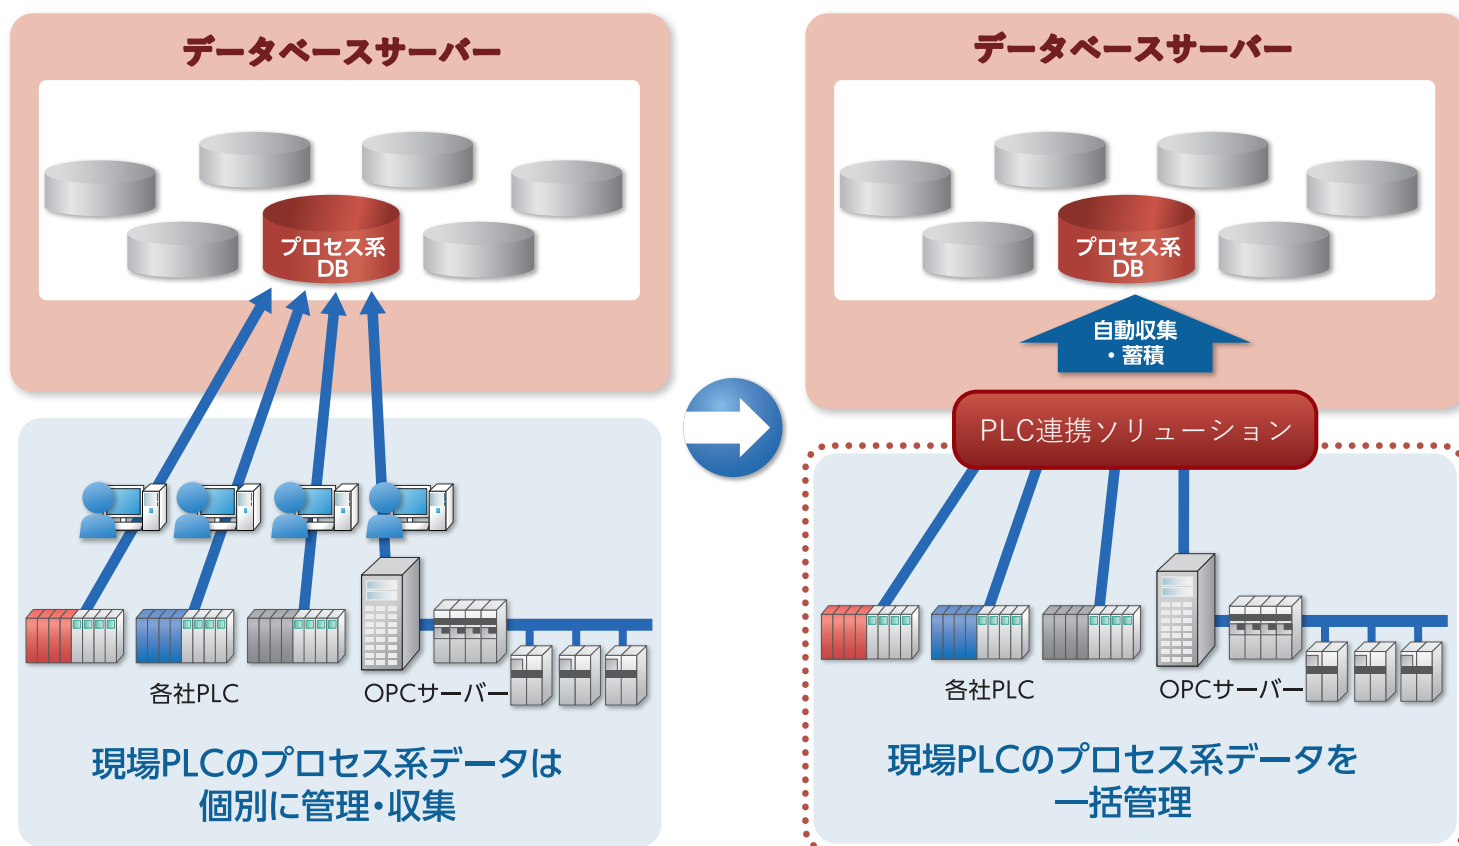 データベースサーバー
プロセス系
DB
各社PLC
OPCサーバー
現場PLCのプロセス系データは
個別に管理・収集
データベースサーバー
プロセス系
DB
自動収集
・蓄積
PLC連携ソリューション
各社PLC
OPCサーバー
現場PLCのプロセス系データを
一括管理